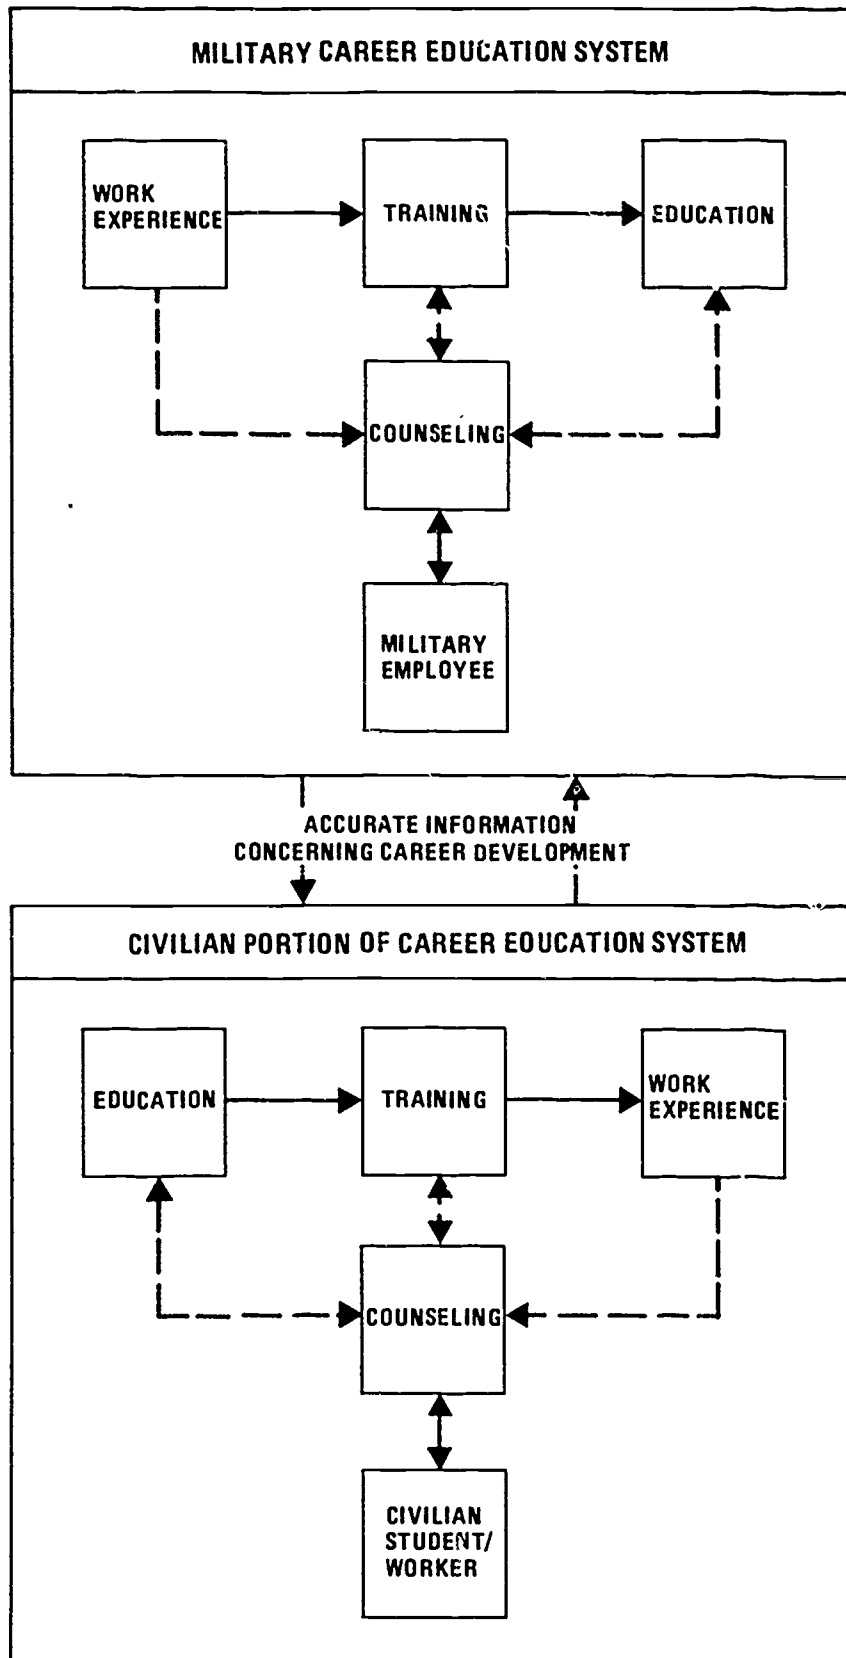 MILITARY CAREER EDUCATION SYSTEM
WORK
EXPERIENCE
TRAINING
EDUCATION
COUNSELING
MILITARY
EMPLOYEE
ACCURATE INFORMATION
CONCERNING CAREER DEVELOPMENT
CIVILIAN PORTION OF CAREER EDUCATION SYSTEM
EDUCATION
TRAINING
WORK
EXPERIENCE
COUNSELING
CIVILIAN
STUDENT/
WORKER